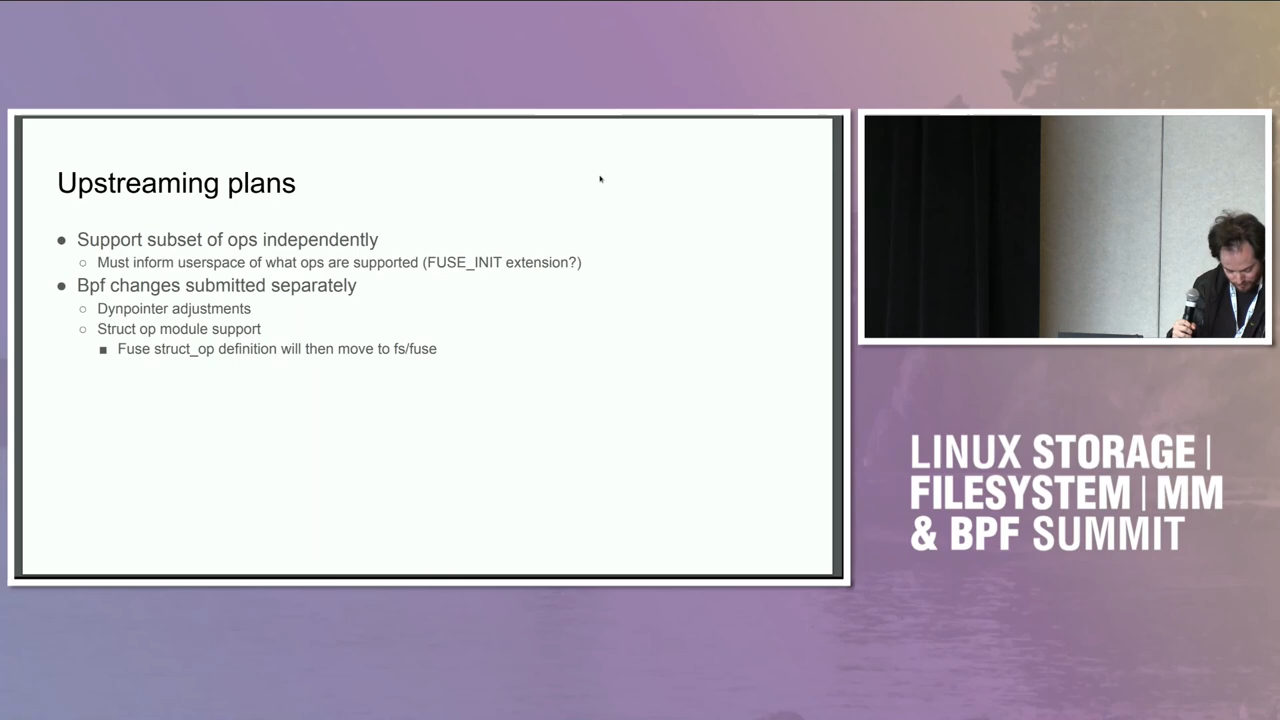 Upstreaming plans
● Support subset of ops independently
○ Must inform userspace of what ops are supported (FUSE_INIT extension?)
● Bpf changes submitted separately
○ Dynpointer adjustments
○ Struct op module support
■ Fuse struct_op definition will then move to fs/fuse
LINUX STORAGE |
FILESYSTEM | MM
& BPF SUMMIT